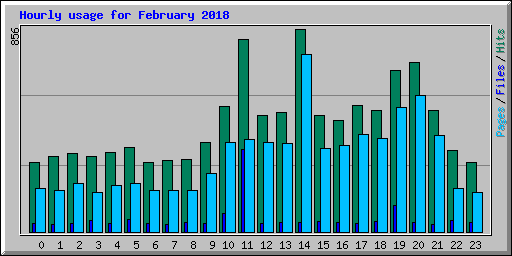 Hourly usage for February 2018
856
Pages / Files / Hits
0 1 2 3 4 5 6 7 8 9 10 11 12 13 14 15 16 17 18 19 20 21 22 23